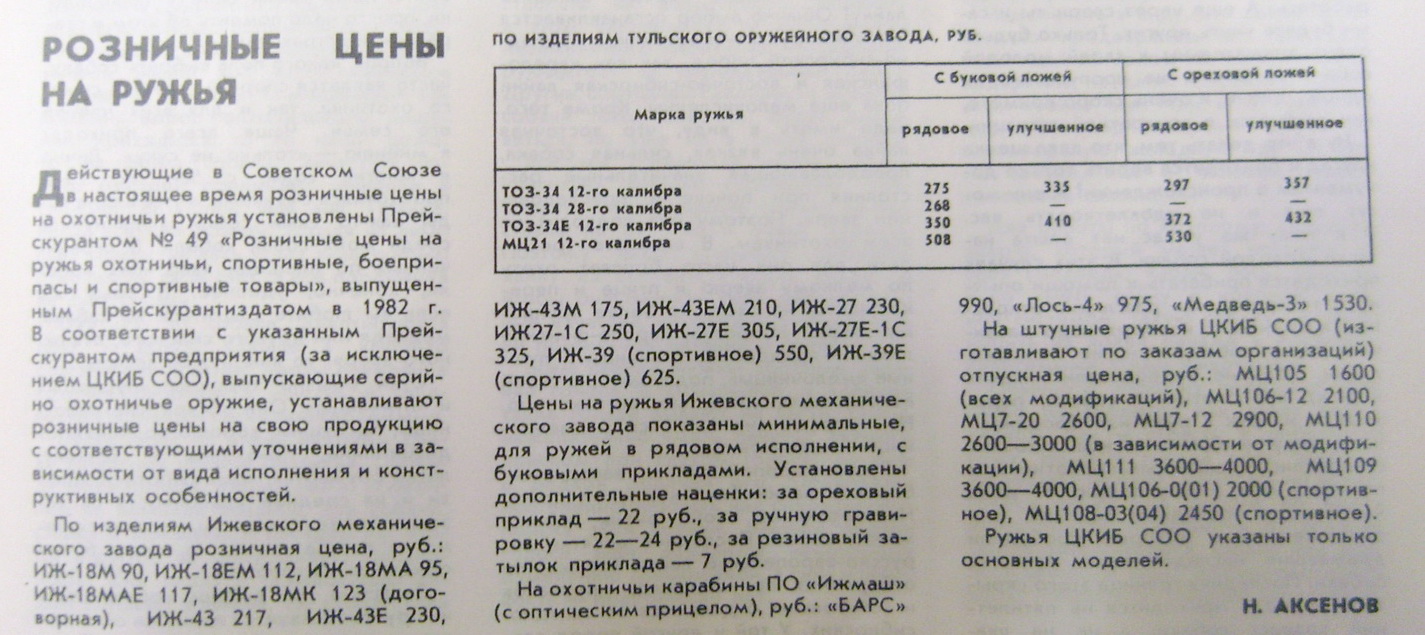 РОЗНИЧНЫЕ ЦЕНЫ
НА РУЖЬЯ
Действующие в Советском Союзе
в настоящее время розничные цены
на охотничьи ружья установлены Прей-
скурантом № 49 «Розничные цены на
ружья охотничьи, спортивные, боепри-
пасы и спортивные товары», выпущен-
ным Прейскурантиздатом в 1982 г.
В соответствии с указанным Прей-
скурантом предприятия (за исключе-
нием ЦКИБ СОО), выпускающие серий-
но охотничье оружие, устанавливают
розничные цены на свою продукцию
с соответствующими уточнениями в за-
висимости от вида исполнения и конст-
руктивных особенностей.
По изделиям Ижевского механиче-
ского завода розничная цена, руб.:
ИЖ-18М 90, ИЖ-18ЕМ 112, ИЖ-18МА 95,
ИЖ-18МАЕ 117, ИЖ-18МК 123 (дого-
ворная), ИЖ-43 217, ИЖ-43Е 230,
ПО ИЗДЕЛИЯМ ТУЛЬСКОГО ОРУЖЕЙНОГО ЗАВОДА, РУБ.
Марка ружья
С буковой ложей С ореховой ложей
рядовое улучшенное рядовое улучшенное
ТОЗ-34 12-го калибра 275 335 297 357
ТОЗ-34 28-го калибра 268 — — —
ТОЗ-34Е 12-го калибра 350 410 372 432
МЦ21 12-го калибра 508 — 530 —
ИЖ-43М 175, ИЖ-43ЕМ 210, ИЖ-27 230,
ИЖ27-1С 250, ИЖ-27Е 305, ИЖ-27Е-1С
325, ИЖ-39 (спортивное) 550, ИЖ-39Е
(спортивное) 625.
Цены на ружья Ижевского механиче-
ского завода показаны минимальные,
для ружей в рядовом исполнении, с
буковыми прикладами. Установлены
дополнительные наценки: за ореховый
приклад — 22 руб., за ручную грави-
ровку — 22—24 руб., за резиновый за-
тылок приклада — 7 руб.
На охотничьи карабины ПО «Ижмаш»
(с оптическим прицелом), руб.: «БАРС»
990, «Лось-4» 975, «Медведь-3» 1530.
На штучные ружья ЦКИБ СОО (из-
готавливают по заказам организаций)
отпускная цена, руб.: МЦ105 1600
(всех модификаций), МЦ106-12 2100,
МЦ7-20 2600, МЦ7-12 2900, МЦ110
2600—3000 (в зависимости от модифи-
кации), МЦ111 3600—4000, МЦ109
3600—4000, МЦ106-0(01) 2000 (спортив-
ное), МЦ108-03(04) 2450 (спортивное).
Ружья ЦКИБ СОО указаны только
основных моделей.
Н. АКСЕНОВ